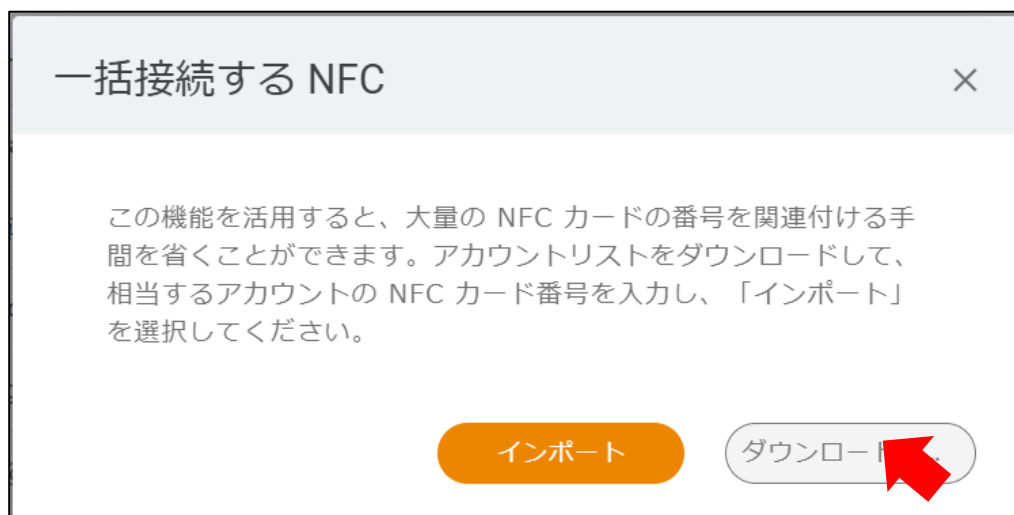 一括接続する NFC
この機能を活用すると、大量の NFC カードの番号を関連付ける手
間を省くことができます。アカウントリストをダウンロードして、
相当するアカウントの NFC カード番号を入力し、「インポート」
を選択してください。
インポート
ダウンロード